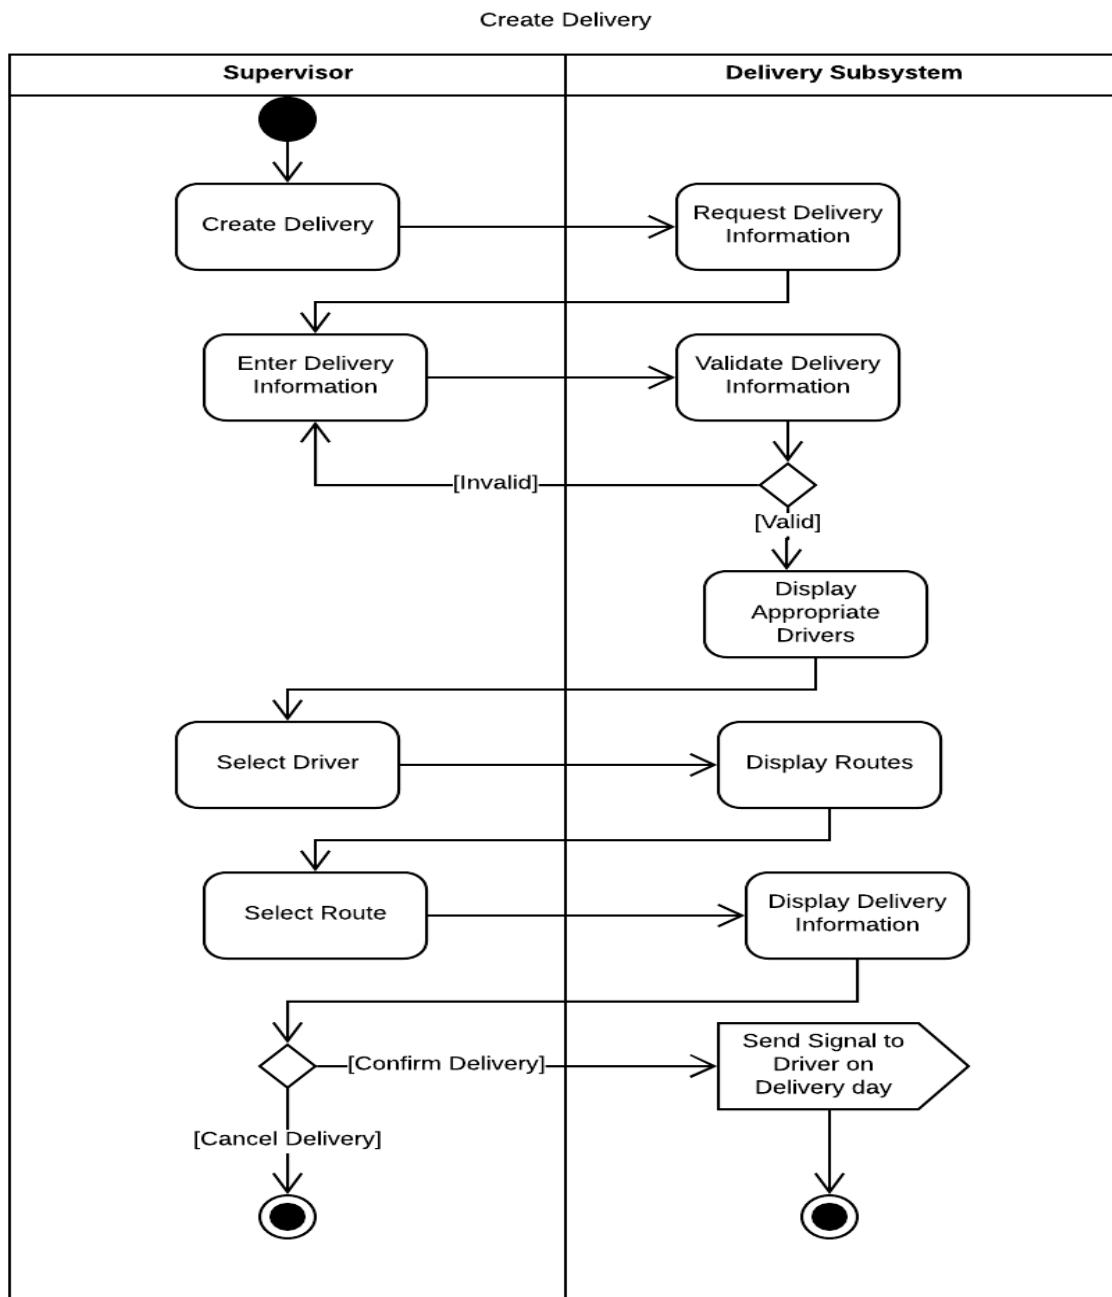 Create Delivery
Supervisor
Delivery Subsystem
Create Delivery
Request Delivery
Information
Enter Delivery
Information
Validate Delivery
Information
[Invalid]
[Valid]
Display
Appropriate
Drivers
Select Driver
Display Routes
Select Route
Display Delivery
Information
[Confirm Delivery]
Send Signal to
Driver on
Delivery day
[Cancel Delivery]